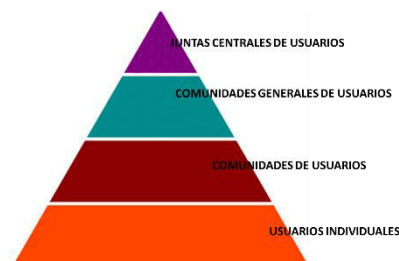 JUNTAS CENTRALES DE USUARIOS
COMUNIDADES GENERALES DE USUARIOS
COMUNIDADES DE USUARIOS
USUARIOS INDIVIDUALES